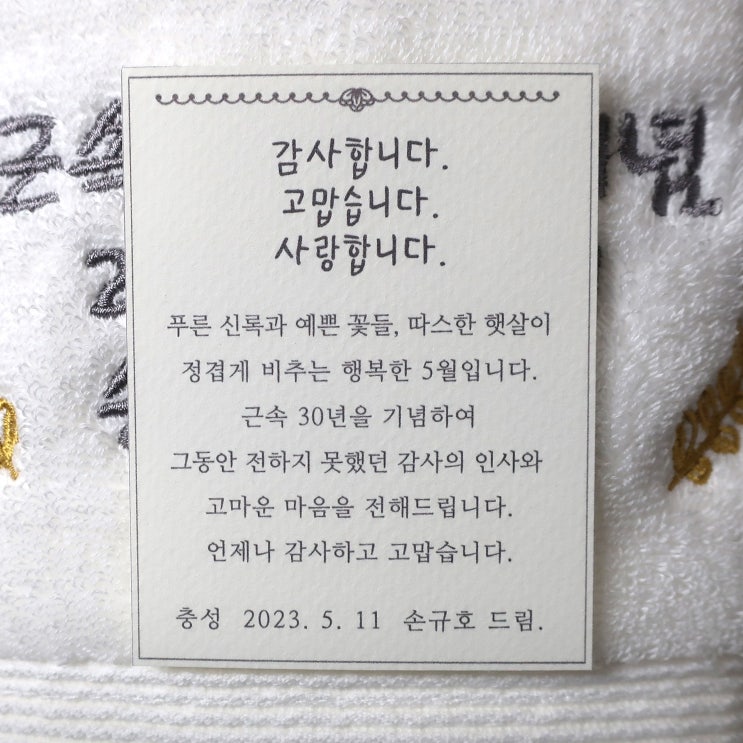 감사합니다.
고맙습니다.
사랑합니다.
푸른 신록과 예쁜 꽃들, 따스한 햇살이
정겹게 비추는 행복한 5월입니다.
근속 30년을 기념하여
그동안 전하지 못했던 감사의 인사와
고마운 마음을 전해드립니다.
언제나 감사하고 고맙습니다.
충성 2023. 5. 11 손규호 드림.